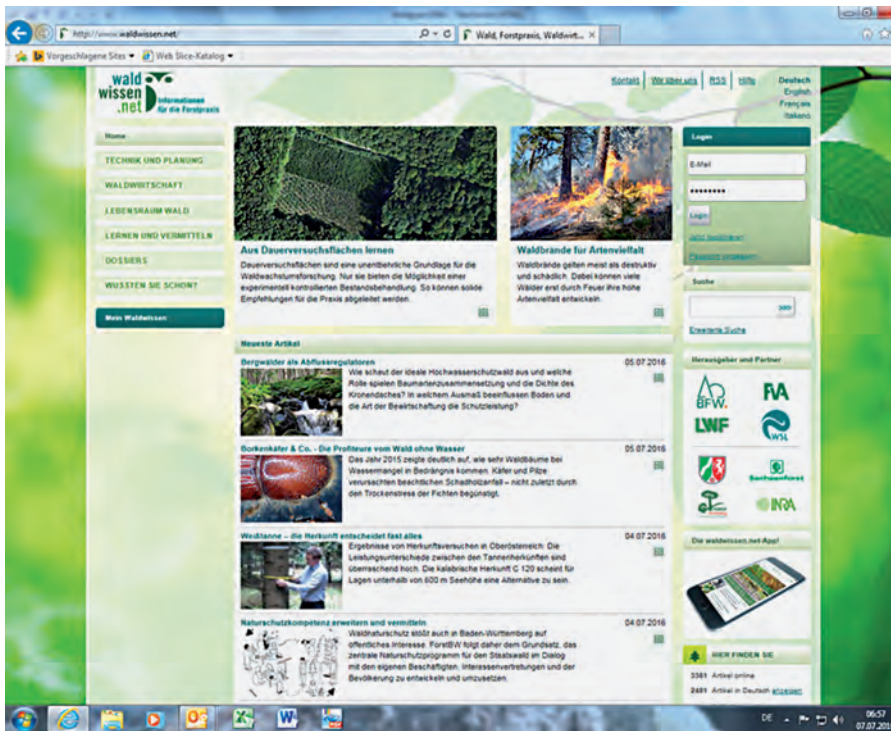 http://www.waldwissen.net/
Wald, Forstpraxis, Waldwirt...
Vorgeschlagene Sites
Web Slice-Katalog
wald
wissen
.net
Informationen
für die Forstpraxis
Kontakt
Wir über uns
RSS
Hilfe
Deutsch
English
Français
Italiano
Home
TECHNIK UND PLANUNG
WALDWIRTSCHAFT
LEBENSRAUM WALD
LERNEN UND VERMITTELN
DOSSIERS
WUSSTEN SIE SCHON?
Mein Waldwissen
Aus Dauerversuchsflächen lernen
Dauerversuchsflächen sind eine unentbehrliche Grundlage für die
Waldwachstumsforschung. Nur sie bieten die Möglichkeit einer
experimentell kontrollierten Bestandsbehandlung. So können solide
Empfehlungen für die Praxis abgeleitet werden.
Waldbrände für Artenvielfalt
Waldbrände gelten meist als destruktiv
und schädlich. Dabei können viele
Wälder erst durch Feuer ihre hohe
Artenvielfalt entwickeln.
Neueste Artikel
Bergwälder als Abflussregulatoren
05.07.2016
Wie schaut der ideale Hochwasserschutzwald aus und welche
Rolle spielen Baumartenzusammensetzung und die Dichte des
Kronendaches? In welchem Ausmaß beeinflussen Boden und
die Art der Bewirtschaftung die Schutzleistung?
Borkenkäfer & Co. - Die Profiteure vom Wald ohne Wasser
05.07.2016
Das Jahr 2015 zeigte deutlich auf, wie sehr Waldbäume bei
Wassermangel in Bedrängnis kommen. Käfer und Pilze
verursachten beachtlichen Schadholzanfall – nicht zuletzt durch
den Trockenstress der Fichten begünstigt.
Weißtanne – die Herkunft entscheidet fast alles
04.07.2016
Ergebnisse von Herkunftsversuchen in Oberösterreich: Die
Leistungsunterschiede zwischen den Tannenherkünften sind
überraschend hoch. Die kalabrische Herkunft C 120 scheint für
Lagen unterhalb von 600 m Seehöhe eine Alternative zu sein.
Naturschutzkompetenz erweitern und vermitteln
04.07.2016
Waldnaturschutz stößt auch in Baden-Württemberg auf
öffentliches Interesse. ForstBW folgt daher dem Grundsatz, das
zentrale Naturschutzprogramm für den Staatswald im Dialog
mit den eigenen Beschäftigten, Interessenvertretungen und der
Bevölkerung zu entwickeln und umzusetzen.
Login
E-Mail
Login
Jetzt registrieren
Passwort vergessen
Suche
>>>
Erweiterte Suche
Herausgeber und Partner
BFW.
FVA
LWF
WSL
Sachsenforst
INRA
Die waldwissen.net-App!
HIER FINDEN SIE
3381 Artikel online
2481 Artikel in Deutsch anzeigen
DE
06:57
07.07.201